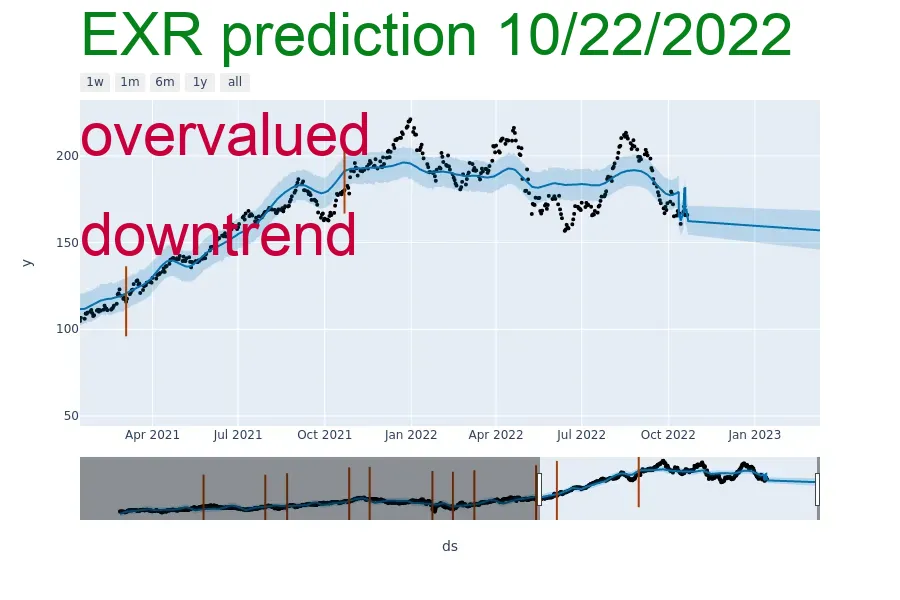 EXR prediction 10/22/2022
1w 1m 6m 1y all
overvalued
200
downtrend
150
y
100
50
Apr 2021 Jul 2021 Oct 2021 Jan 2022 Apr 2022 Jul 2022 Oct 2022 Jan 2023
ds